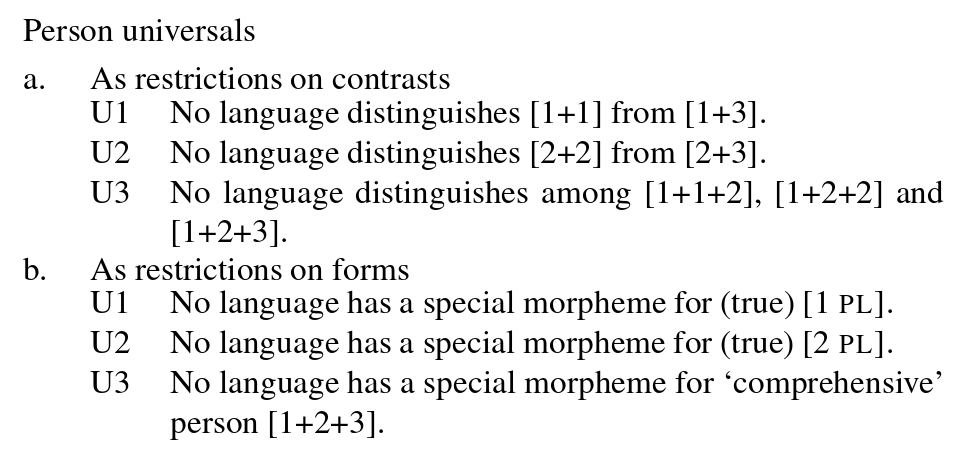 Person universals
a. As restrictions on contrasts
U1 No language distinguishes [1+1] from [1+3].
U2 No language distinguishes [2+2] from [2+3].
U3 No language distinguishes among [1+1+2], [1+2+2] and
[1+2+3].
b. As restrictions on forms
U1 No language has a special morpheme for (true) [1 PL].
U2 No language has a special morpheme for (true) [2 PL].
U3 No language has a special morpheme for ‘comprehensive’
person [1+2+3].